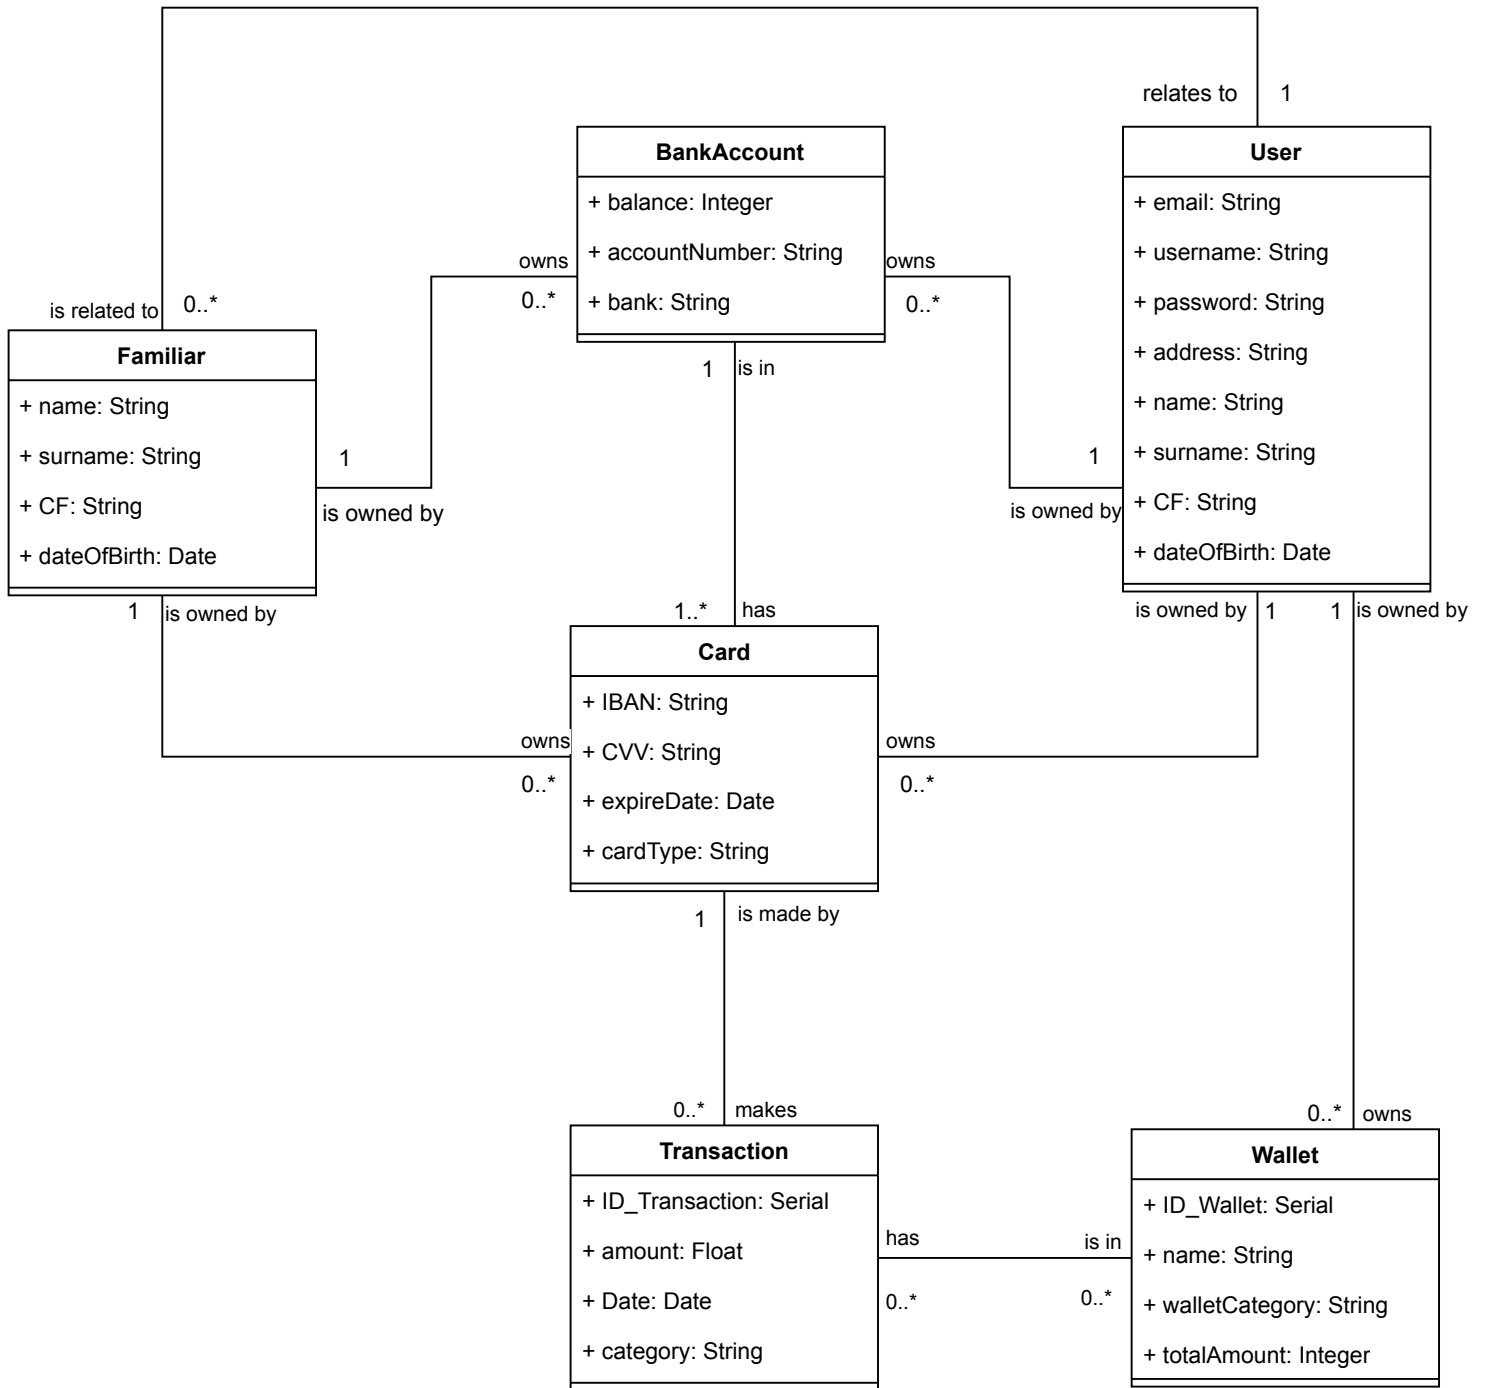 relates to 1
BankAccount
+ balance: Integer
+ accountNumber: String
+ bank: String
User
+ email: String
+ username: String
+ password: String
+ address: String
+ name: String
+ surname: String
+ CF: String
+ dateOfBirth: Date
owns
0..*
owns
0..*
is related to 0..*
Familiar
+ name: String
+ surname: String
+ CF: String
+ dateOfBirth: Date
1
is owned by
1
is owned by
1 is in
1 is owned by
1..* has
is owned by 1
1 is owned by
Card
+ IBAN: String
+ CVV: String
+ expireDate: Date
+ cardType: String
owns
0..*
owns
0..*
1 is made by
0..* makes
0..* owns
Transaction
+ ID_Transaction: Serial
+ amount: Float
+ Date: Date
+ category: String
has
0..*
is in
0..*
Wallet
+ ID_Wallet: Serial
+ name: String
+ walletCategory: String
+ totalAmount: Integer